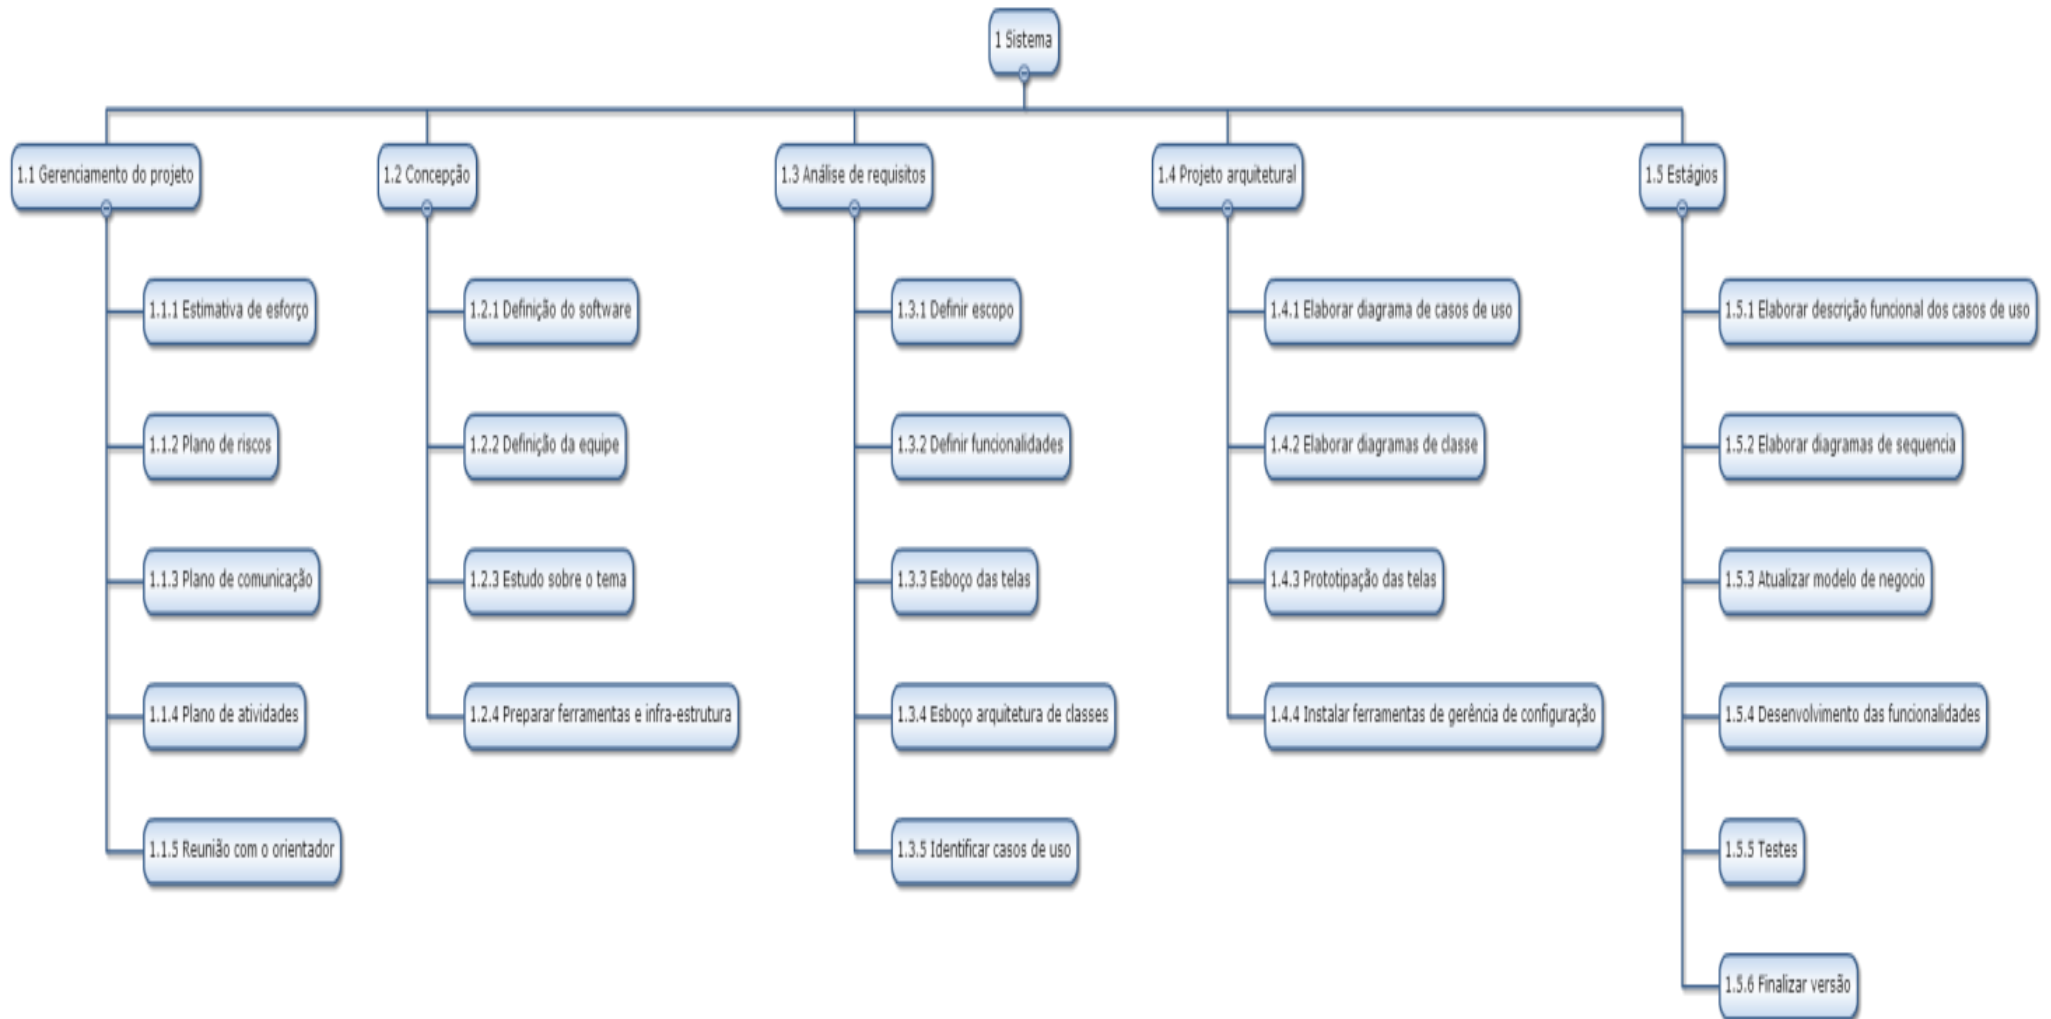 1 Sistema
1.1 Gerenciamento do projeto
1.2 Concepção
1.3 Análise de requisitos
1.4 Projeto arquitetural
1.5 Estágios
1.1.1 Estimativa de esforço
1.2.1 Definição do software
1.3.1 Definir escopo
1.4.1 Elaborar diagrama de casos de uso
1.5.1 Elaborar descrição funcional dos casos de uso
1.1.2 Plano de riscos
1.2.2 Definição da equipe
1.3.2 Definir funcionalidades
1.4.2 Elaborar diagramas de classe
1.5.2 Elaborar diagramas de sequencia
1.1.3 Plano de comunicação
1.2.3 Estudo sobre o tema
1.3.3 Esboço das telas
1.4.3 Prototipação das telas
1.5.3 Atualizar modelo de negocio
1.1.4 Plano de atividades
1.2.4 Preparar ferramentas e infra-estrutura
1.3.4 Esboço arquitetura de classes
1.4.4 Instalar ferramentas de gerência de configuração
1.5.4 Desenvolvimento das funcionalidades
1.1.5 Reunião com o orientador
1.3.5 Identificar casos de uso
1.5.5 Testes
1.5.6 Finalizar versão